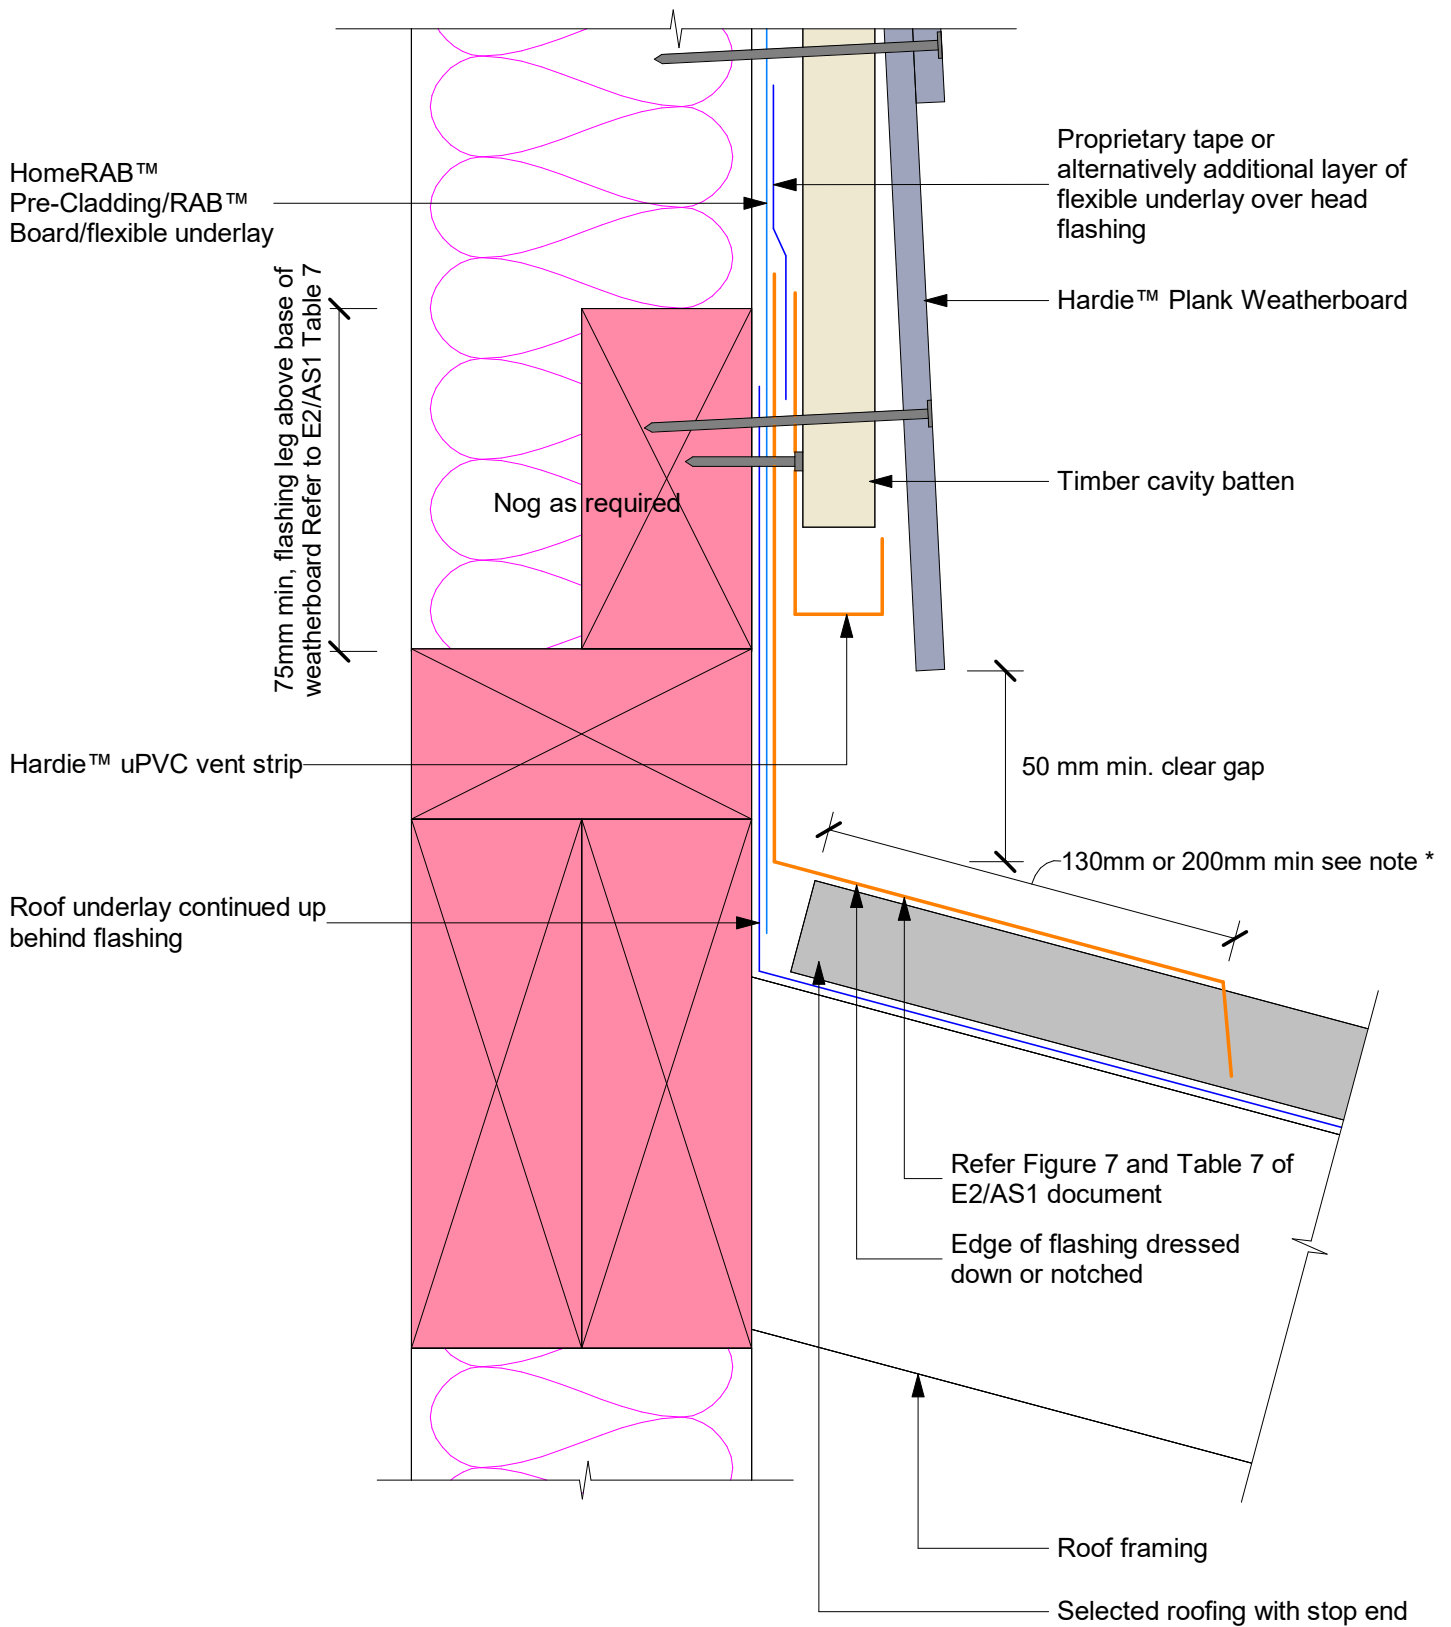 HomeRAB™
Pre-Cladding/RAB™
Board/flexible underlay
Proprietary tape or
alternatively additional layer of
flexible underlay over head
flashing
Hardie™ Plank Weatherboard
75mm min, flashing leg above base of
weatherboard Refer to E2/AS1 Table 7
Timber cavity batten
Nog as required
Hardie™ uPVC vent strip
50 mm min. clear gap
130mm or 200mm min see note *
Roof underlay continued up
behind flashing
Refer Figure 7 and Table 7 of
E2/AS1 document
Edge of flashing dressed
down or notched
Roof framing
Selected roofing with stop end